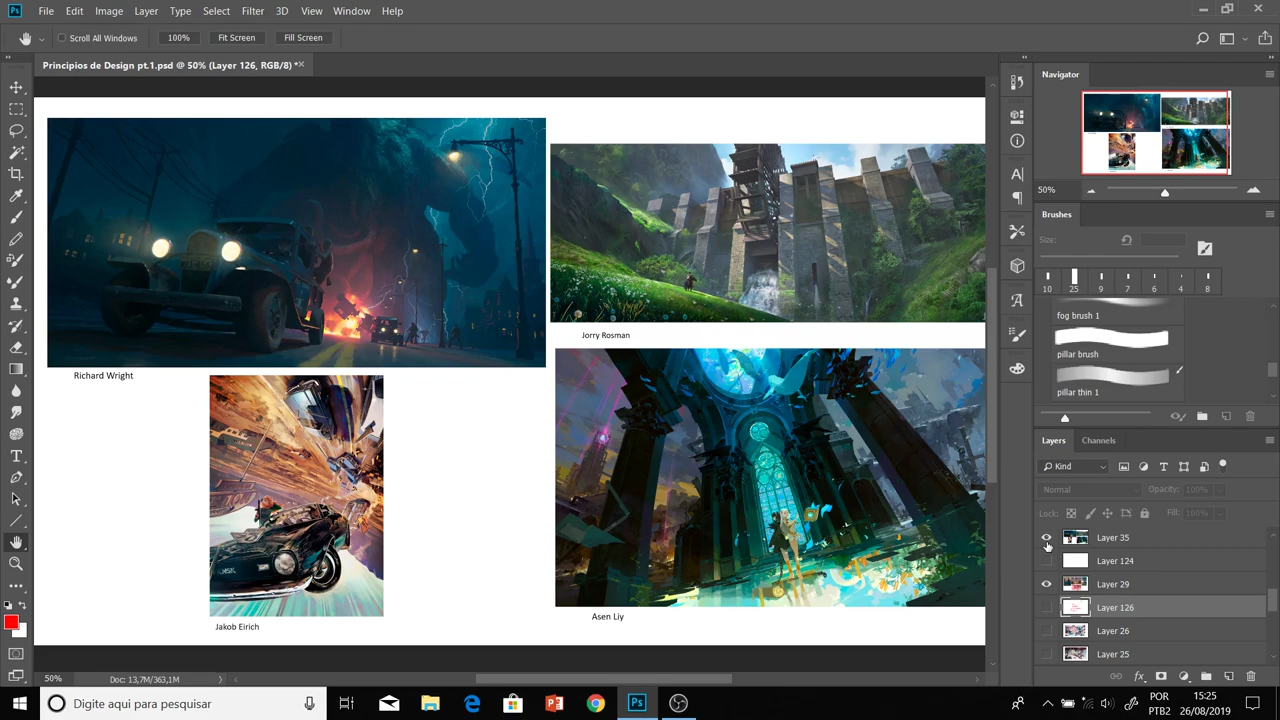 Ps File Edit Image Layer Type Select Filter 3D View Window Help
Scroll All Windows 100% Fit Screen Fill Screen
Principios de Design pt.1.psd @ 50% (Layer 126, RGB/8) *
Navigator
50%
Brushes
Size:
10 25 9 7 6 4 8
fog brush 1
pillar brush
pillar thin 1
Layers Channels
Kind
Normal Opacity: 100%
Lock: Fill: 100%
Layer 35
Layer 124
Layer 29
Layer 126
Layer 26
Layer 25
Jorry Rosman
Richard Wright
Asen Liy
Jakob Eirich
50% Doc: 13,7M/363,1M
Digite aqui para pesquisar
Ps
POR
PTB2
15:25
26/08/2019